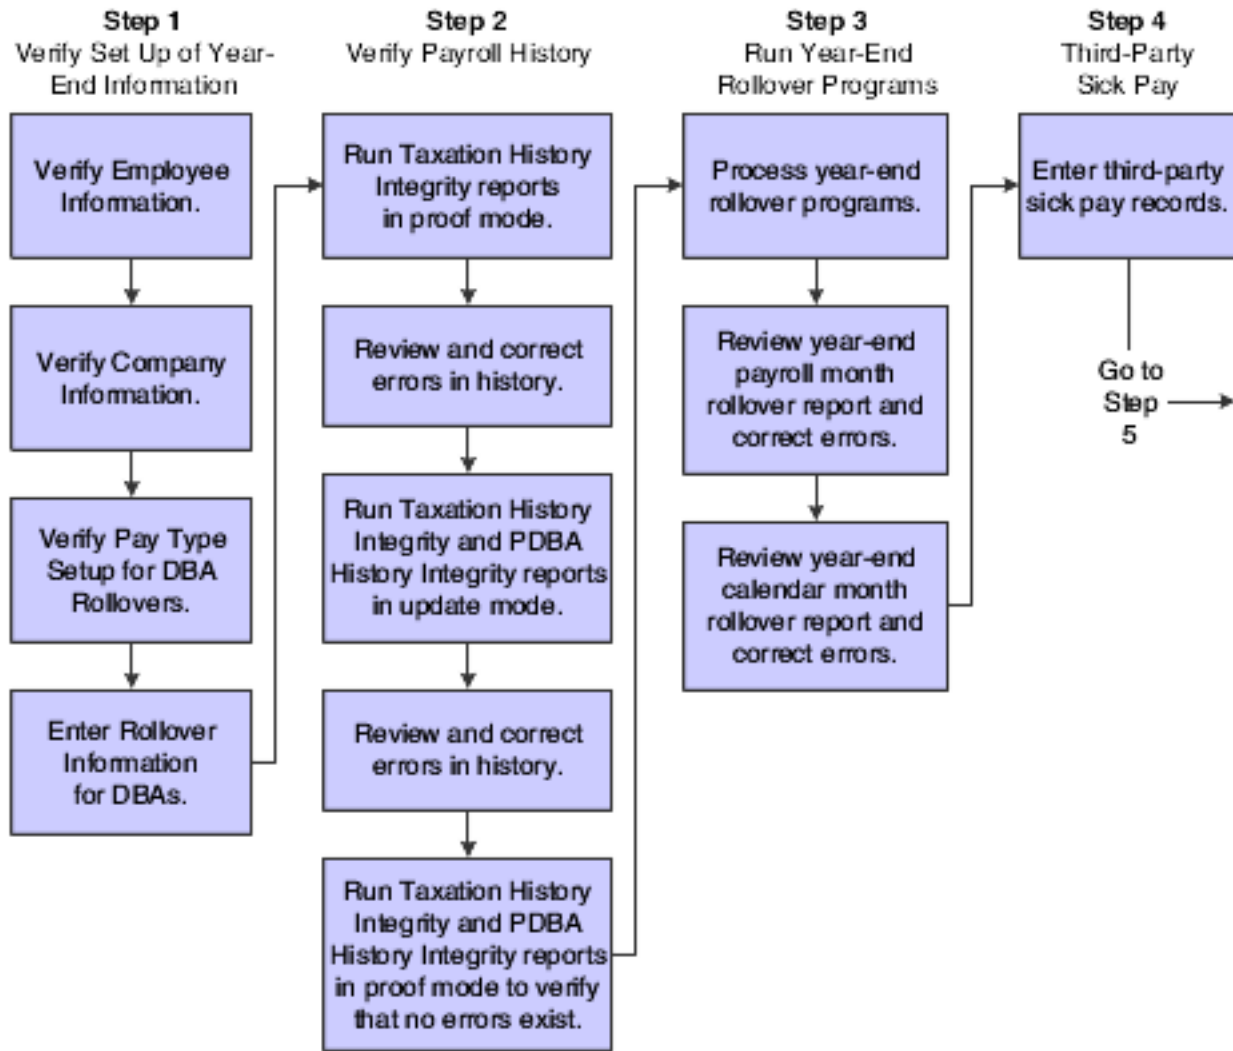 Step 1
Verify Set Up of Year-
End Information
Verify Employee
Information.
Verify Company
Information.
Verify Pay Type
Setup for DBA
Rollovers.
Enter Rollover
Information
for DBAs.
Step 2
Verify Payroll History
Run Taxation History
Integrity reports
in proof mode.
Review and correct
errors in history.
Run Taxation History
Integrity and PDBA
History Integrity reports
in update mode.
Review and correct
errors in history.
Run Taxation History
Integrity and PDBA
History Integrity reports
in proof mode to verify
that no errors exist.
Step 3
Run Year-End
Rollover Programs
Process year-end
rollover programs.
Review year-end
payroll month
rollover report and
correct errors.
Review year-end
calendar month
rollover report and
correct errors.
Step 4
Third-Party
Sick Pay
Enter third-party
sick pay records.
Go to
Step
5